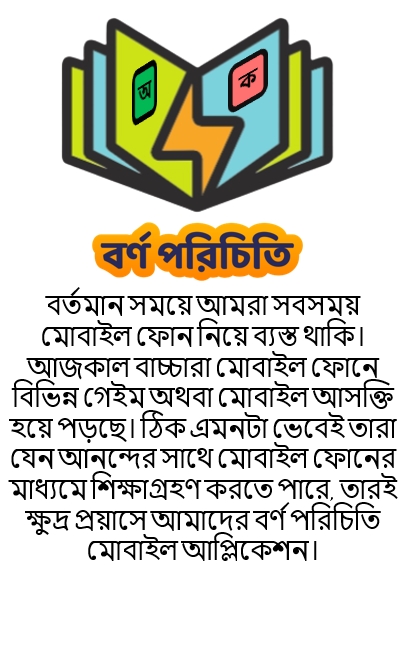 অ
ক
বর্ণ পরিচিতি
বর্তমান সময়ে আমরা সবসময়
মোবাইল ফোন নিয়ে ব্যস্ত থাকি।
আজকাল বাচ্চারা মোবাইল ফোনে
বিভিন্ন গেইম অথবা মোবাইল আসক্তি
হয়ে পড়ছে। ঠিক এমনটা ভেবেই তারা
যেন আনন্দের সাথে মোবাইল ফোনের
মাধ্যমে শিক্ষাগ্রহণ করতে পারে, তারই
ক্ষুদ্র প্রয়াসে আমাদের বর্ণ পরিচিতি
মোবাইল আপ্লিকেশন।